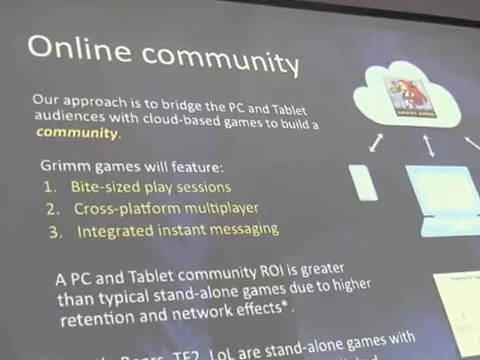 Online community
Our approach is to bridge the PC and Tablet
audiences with cloud-based games to build a
community.
Grimm games will feature:
1. Bite-sized play sessions
2. Cross-platform multiplayer
3. Integrated instant messaging
A PC and Tablet community ROI is greater
than typical stand-alone games due to higher
retention and network effects*.
TF2, LoL are stand-alone games with